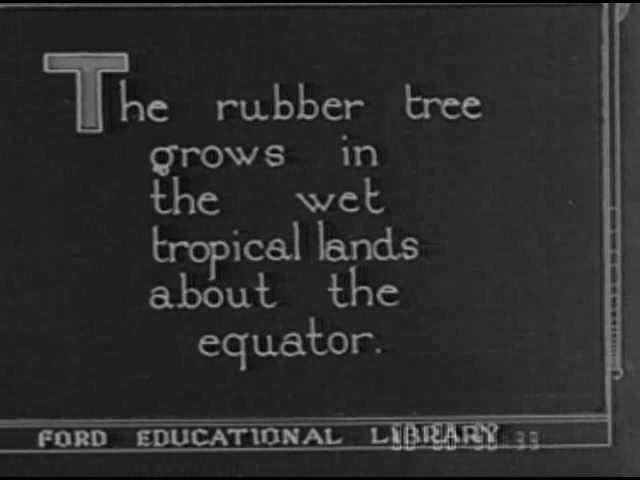 The rubber tree
grows in
the wet
tropical lands
about the
equator.
FORD EDUCATIONAL LIBRARY